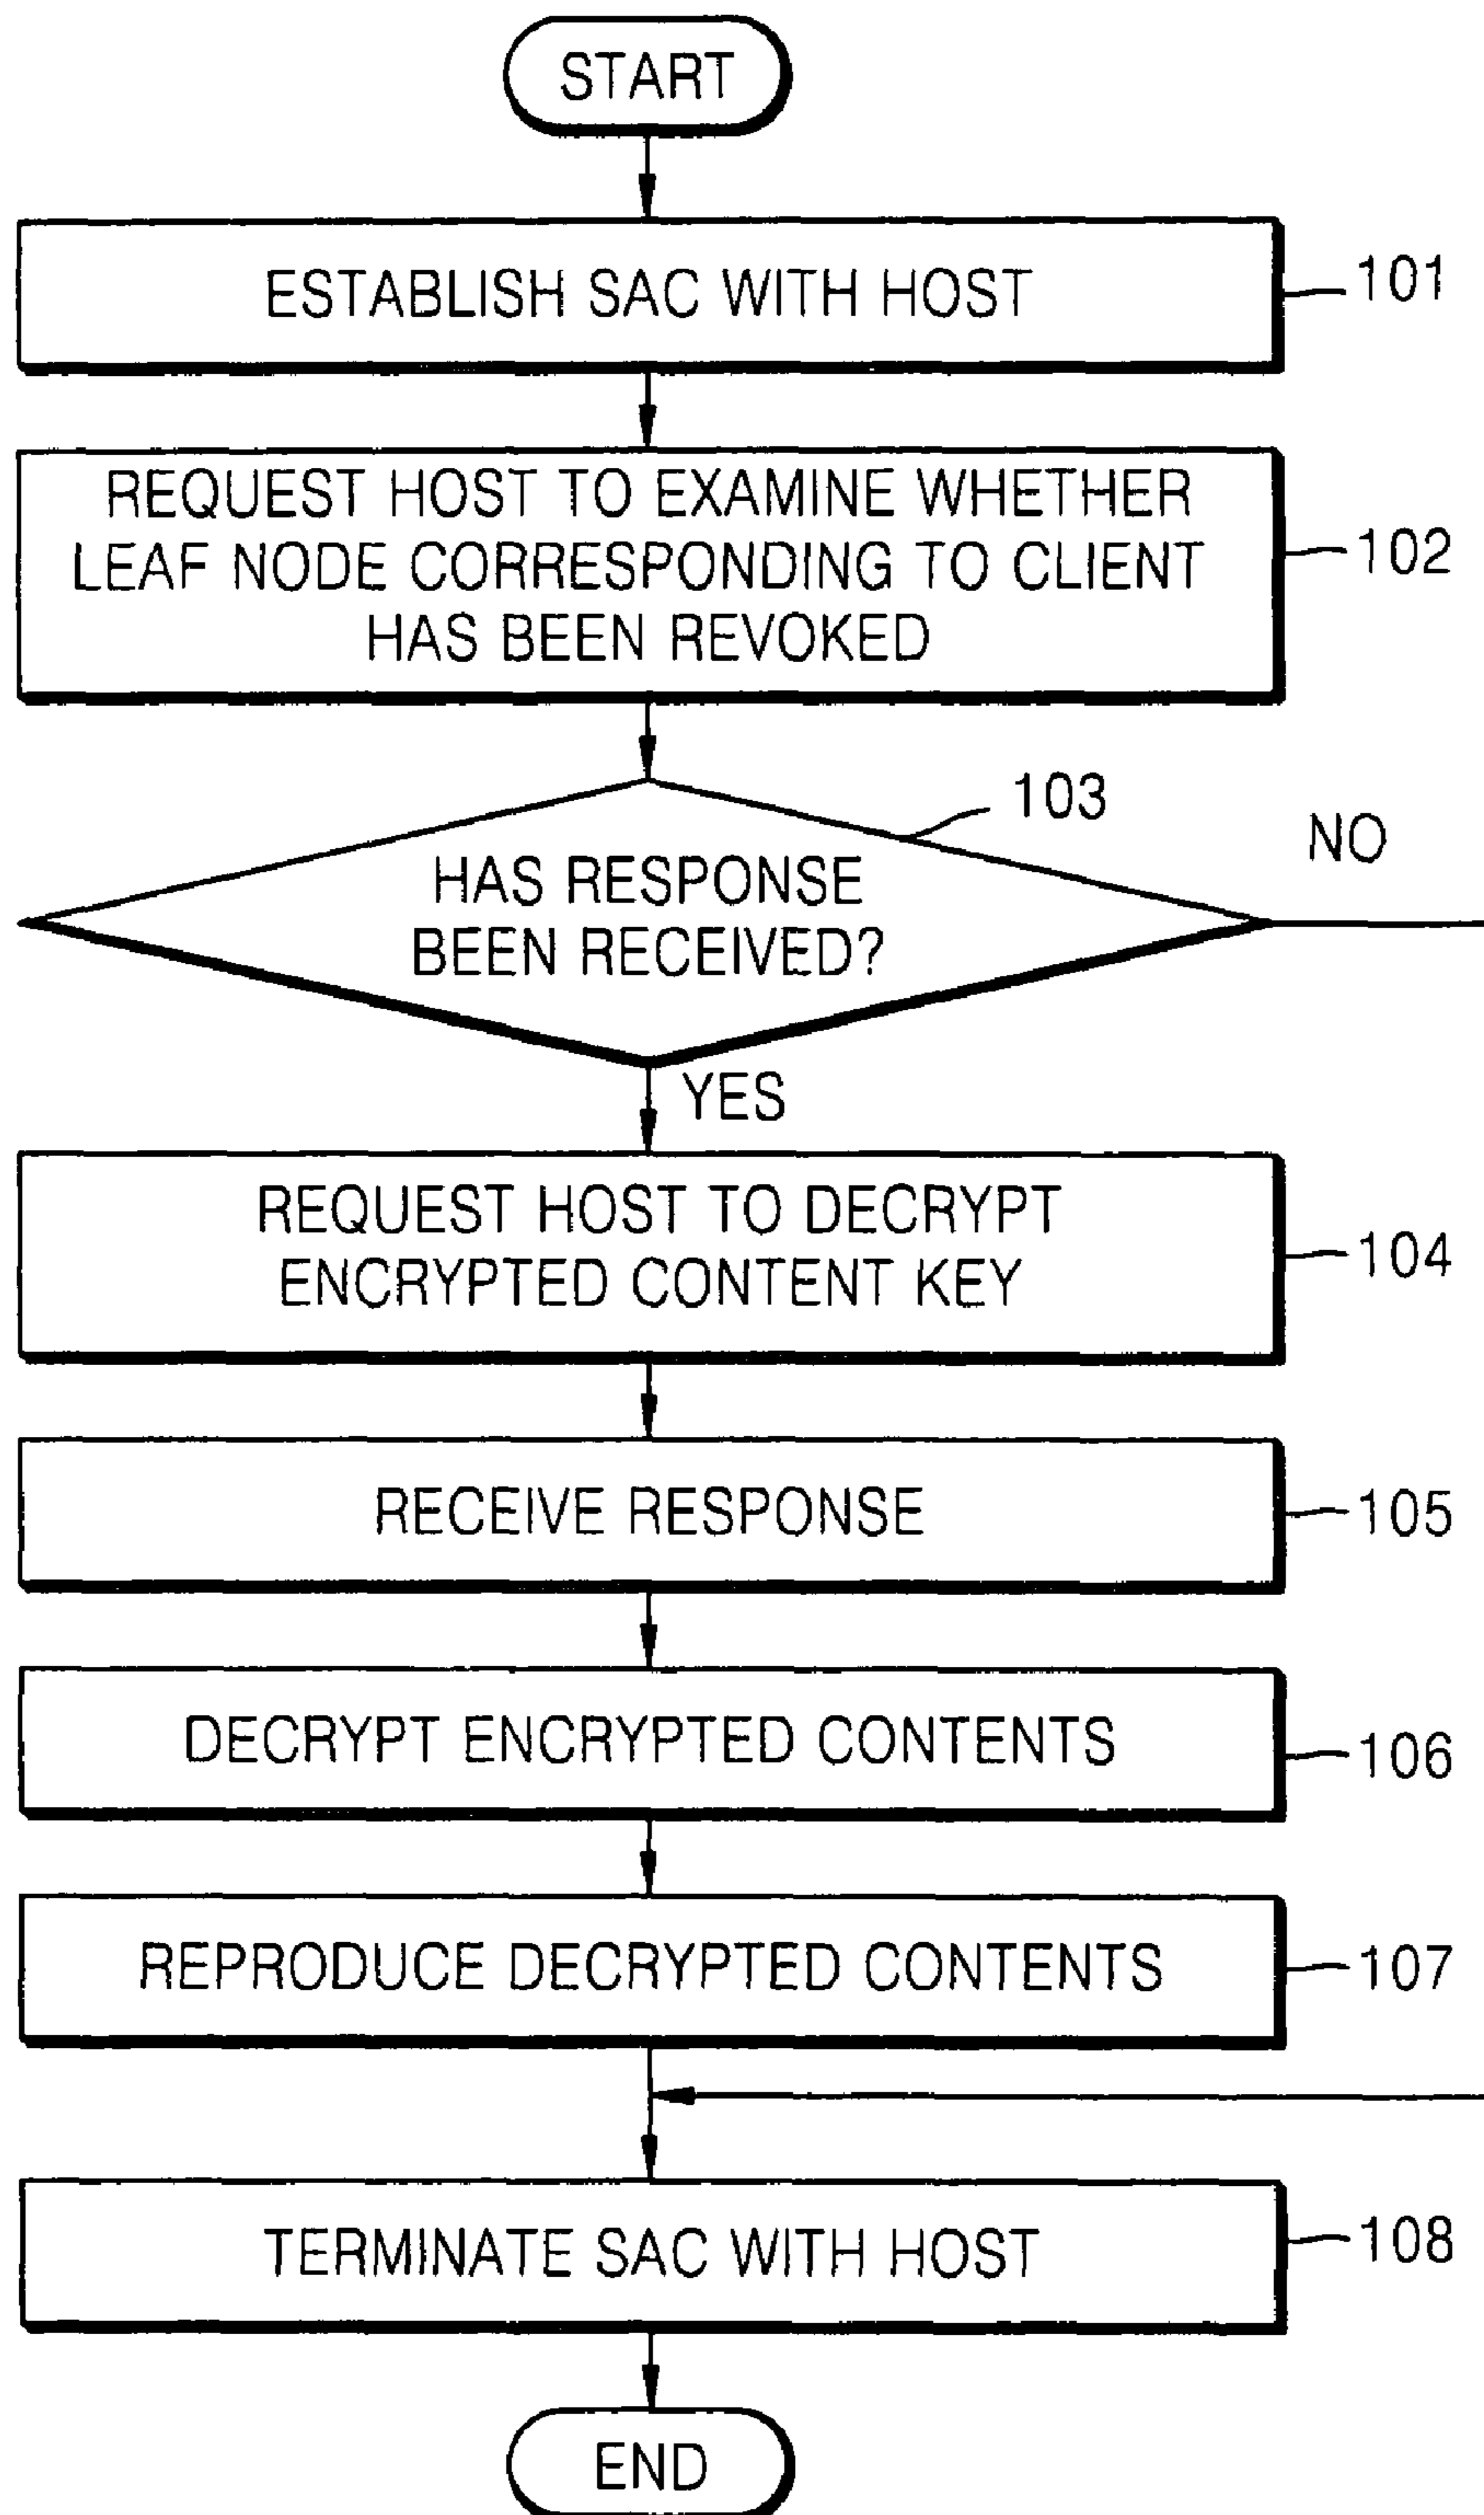 START
ESTABLISH SAC WITH HOST
101
REQUEST HOST TO EXAMINE WHETHER
LEAF NODE CORRESPONDING TO CLIENT
HAS BEEN REVOKED
102
103
HAS RESPONSE
BEEN RECEIVED?
NO
YES
REQUEST HOST TO DECRYPT
ENCRYPTED CONTENT KEY
104
RECEIVE RESPONSE
105
DECRYPT ENCRYPTED CONTENTS
106
REPRODUCE DECRYPTED CONTENTS
107
TERMINATE SAC WITH HOST
108
END